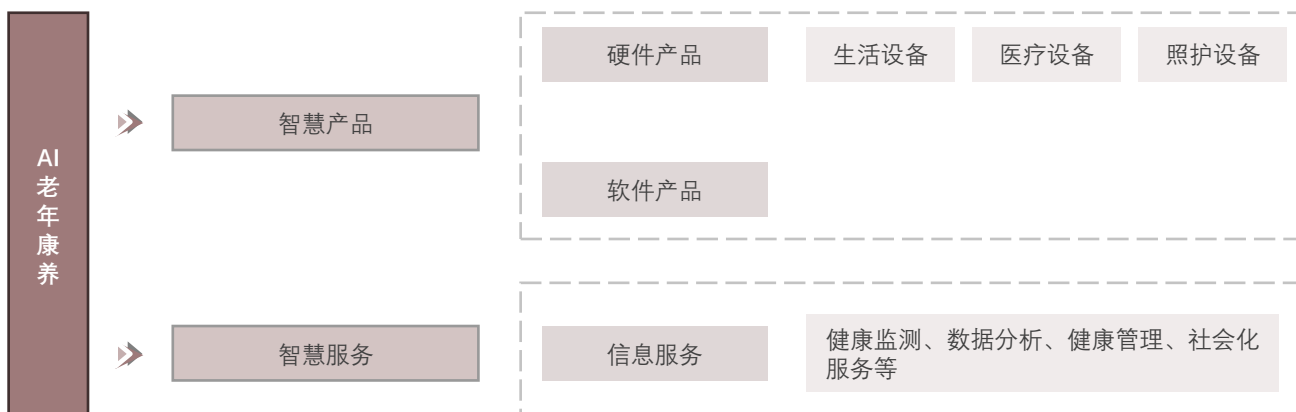 AI
老
年
康
养
智慧产品
硬件产品
生活设备
医疗设备
照护设备
软件产品
智慧服务
信息服务
健康监测、数据分析、健康管理、社会化
服务等